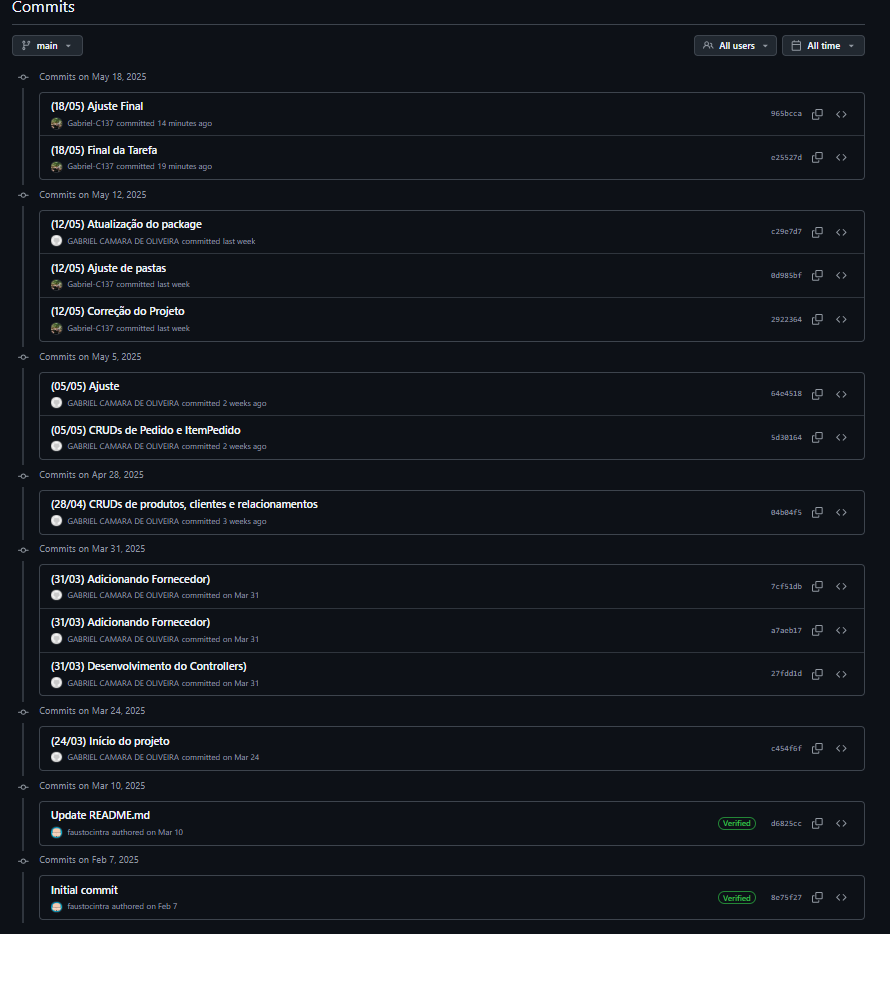 Commits
main
All users
All time
Commits on May 18, 2025
(18/05) Ajuste Final
Gabriel-C137 committed 14 minutes ago
965bcca
(18/05) Final da Tarefa
Gabriel-C137 committed 19 minutes ago
e25527d
Commits on May 12, 2025
(12/05) Atualização do package
GABRIEL CAMARA DE OLIVEIRA committed last week
c29e7d7
(12/05) Ajuste de pastas
Gabriel-C137 committed last week
0d985bf
(12/05) Correção do Projeto
Gabriel-C137 committed last week
2922364
Commits on May 5, 2025
(05/05) Ajuste
GABRIEL CAMARA DE OLIVEIRA committed 2 weeks ago
64e4518
(05/05) CRUDs de Pedido e ItemPedido
GABRIEL CAMARA DE OLIVEIRA committed 2 weeks ago
5d30164
Commits on Apr 28, 2025
(28/04) CRUDs de produtos, clientes e relacionamentos
GABRIEL CAMARA DE OLIVEIRA committed 3 weeks ago
04b04f5
Commits on Mar 31, 2025
(31/03) Adicionando Fornecedor)
GABRIEL CAMARA DE OLIVEIRA committed on Mar 31
7cf51db
(31/03) Adicionando Fornecedor)
GABRIEL CAMARA DE OLIVEIRA committed on Mar 31
a7aeb17
(31/03) Desenvolvimento do Controllers)
GABRIEL CAMARA DE OLIVEIRA committed on Mar 31
27fdd1d
Commits on Mar 24, 2025
(24/03) Início do projeto
GABRIEL CAMARA DE OLIVEIRA committed on Mar 24
c454f6f
Commits on Mar 10, 2025
Update README.md
faustocintra authored on Mar 10
Verified
d6825cc
Commits on Feb 7, 2025
Initial commit
faustocintra authored on Feb 7
Verified
8e75f27